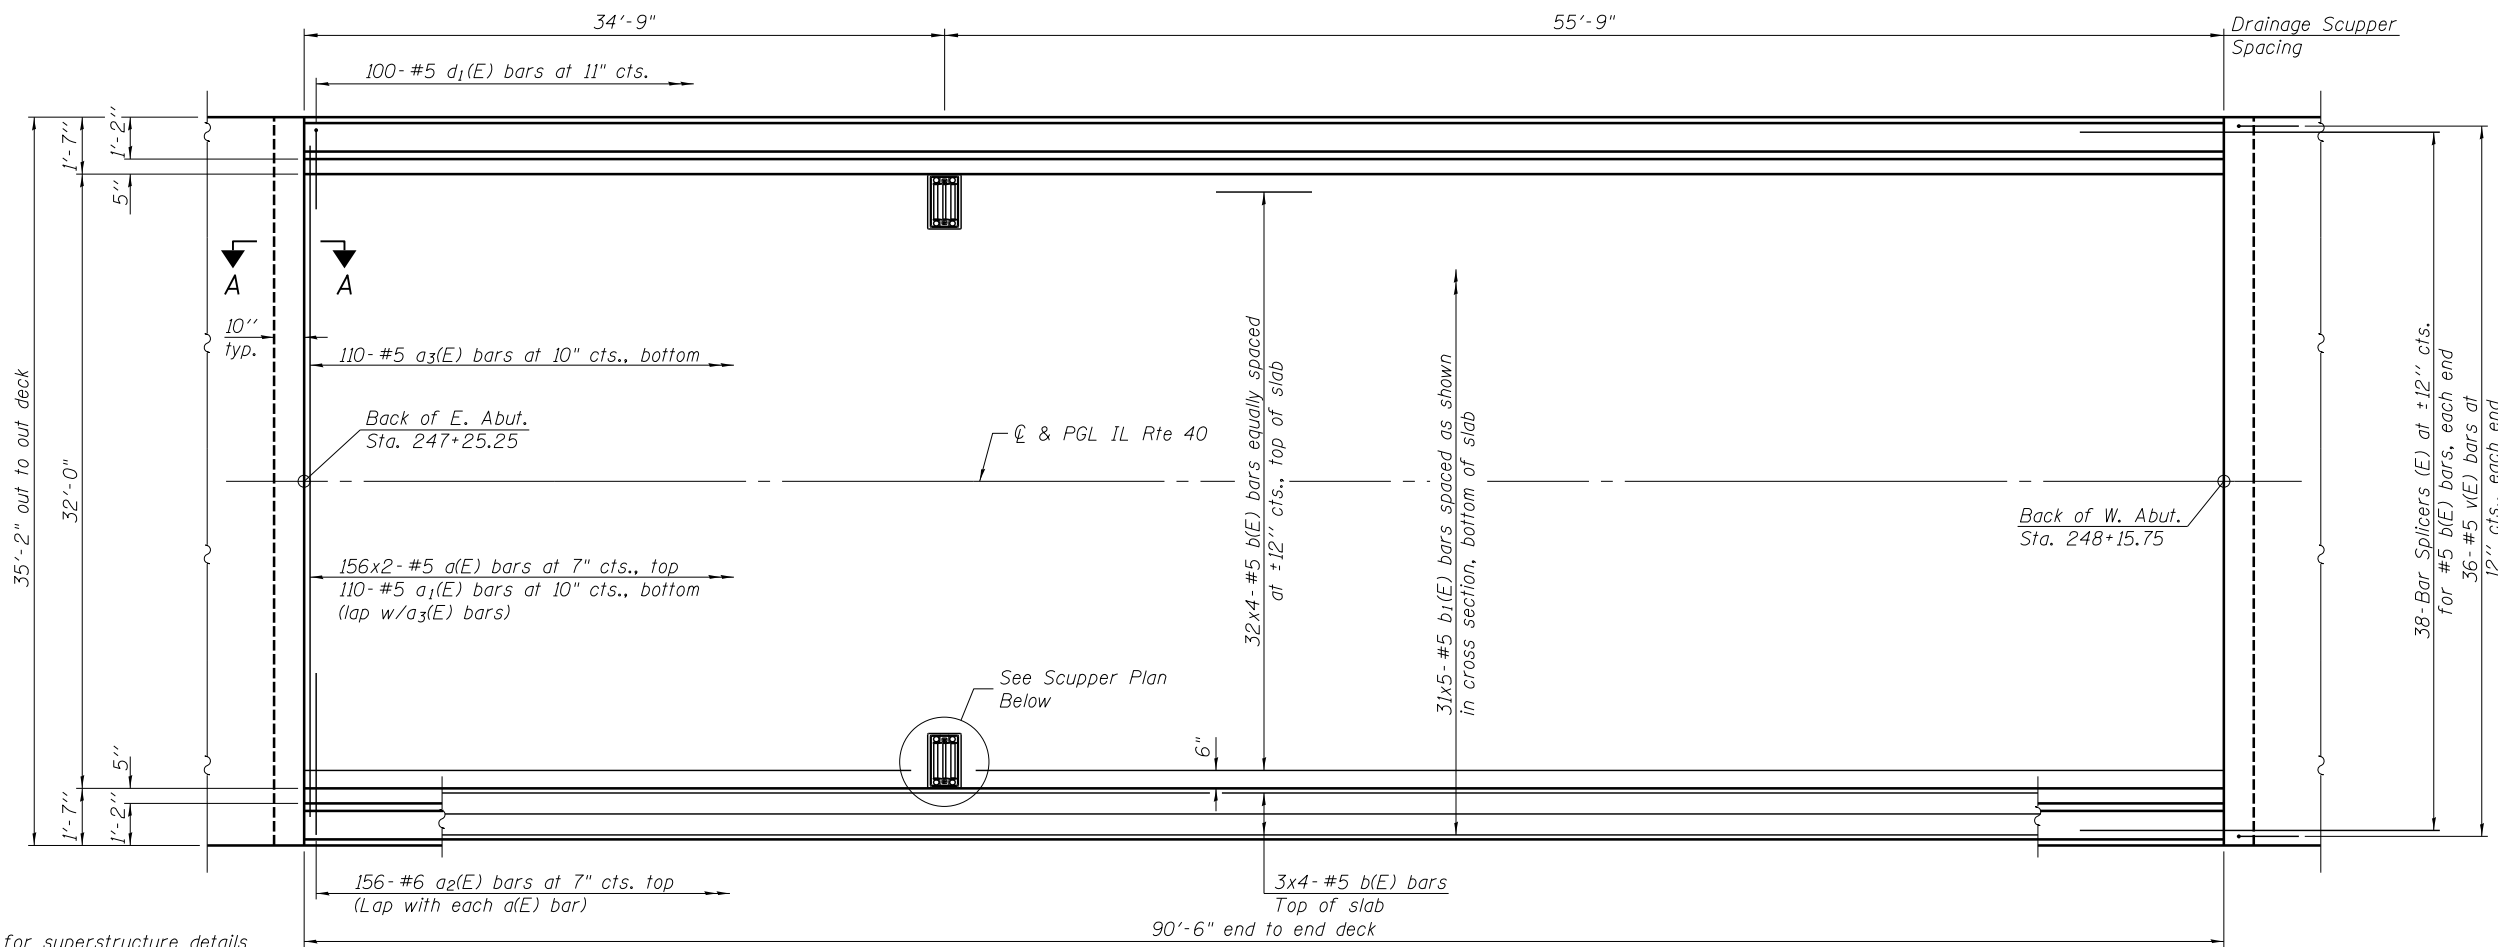 34'-9"
55'-9"
Drainage Scupper
Spacing
100-#5 d1(E) bars at 11" cts.
1'-7"
1'-2"
5"
A
A
10"
typ.
110-#5 a3(E) bars at 10" cts., bottom
Back of E. Abut.
Sta. 247+25.25
℄ & PGL IL Rte 40
35'-2" out to out deck
32'-0"
156x2-#5 a(E) bars at 7" cts., top
110-#5 a1(E) bars at 10" cts., bottom
(lap w/a3(E) bars)
32x4-#5 b(E) bars equally spaced
at ±12" cts., top of slab
31x5-#5 b1(E) bars spaced as shown
in cross section, bottom of slab
Back of W. Abut.
Sta. 248+15.75
38-Bar Splicers (E) at ±12" cts.
for #5 b(E) bars, each end
36-#5 v(E) bars at
12" cts., each end
See Scupper Plan
Below
6"
5"
1'-7"
1'-2"
156-#6 a2(E) bars at 7" cts. top
(Lap with each a(E) bar)
3x4-#5 b(E) bars
Top of slab
90'-6" end to end deck
for superstructure details